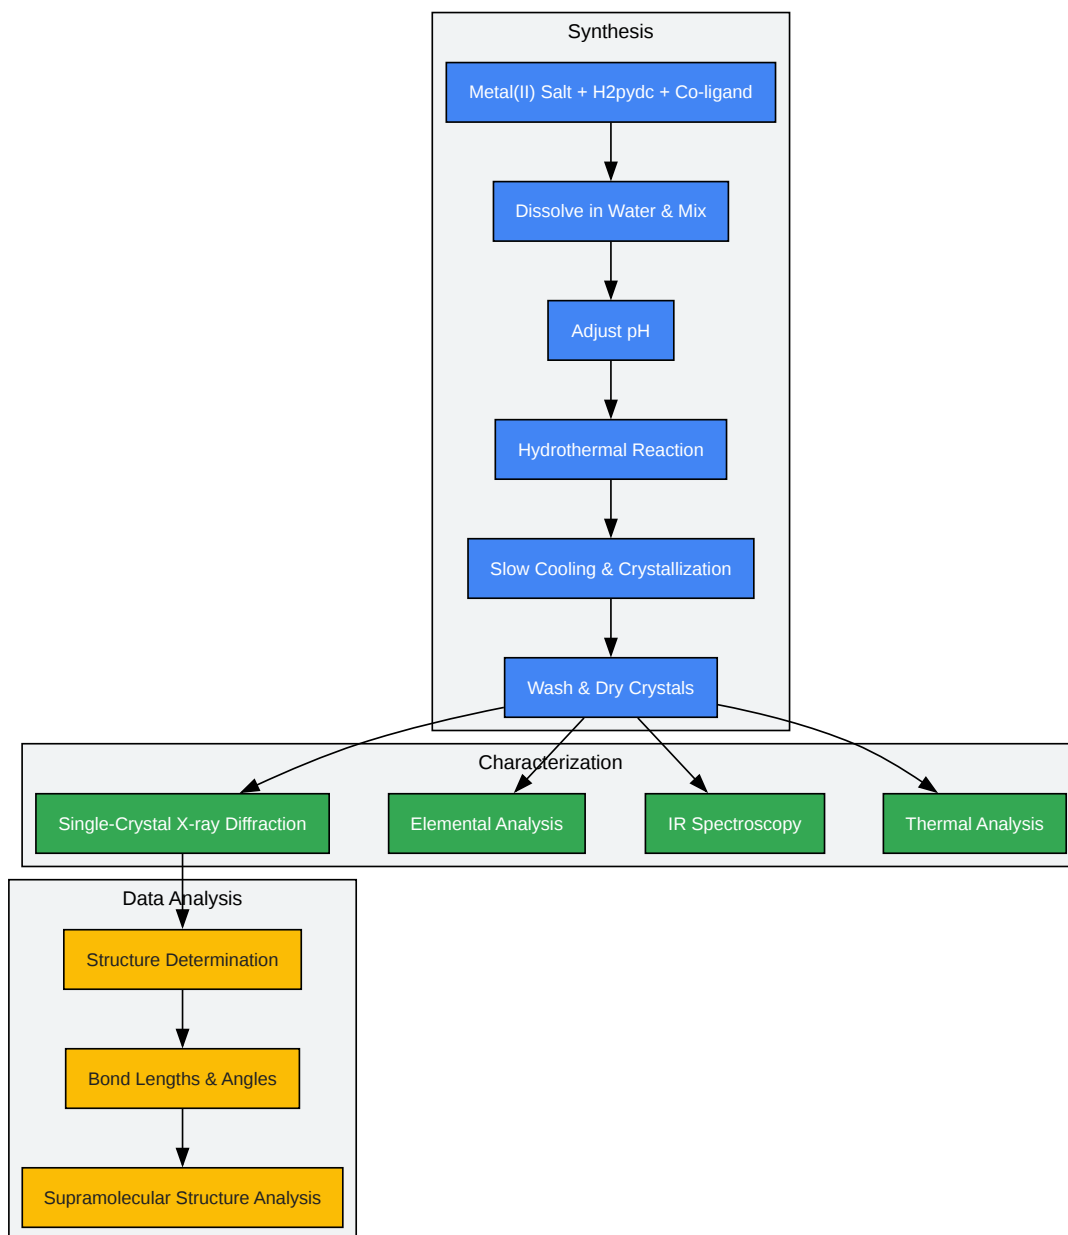 Synthesis
Metal(II) Salt + H2pydc + Co-ligand
Dissolve in Water & Mix
Adjust pH
Hydrothermal Reaction
Slow Cooling & Crystallization
Wash & Dry Crystals
Characterization
Single-Crystal X-ray Diffraction
Elemental Analysis
IR Spectroscopy
Thermal Analysis
Data Analysis
Structure Determination
Bond Lengths & Angles
Supramolecular Structure Analysis